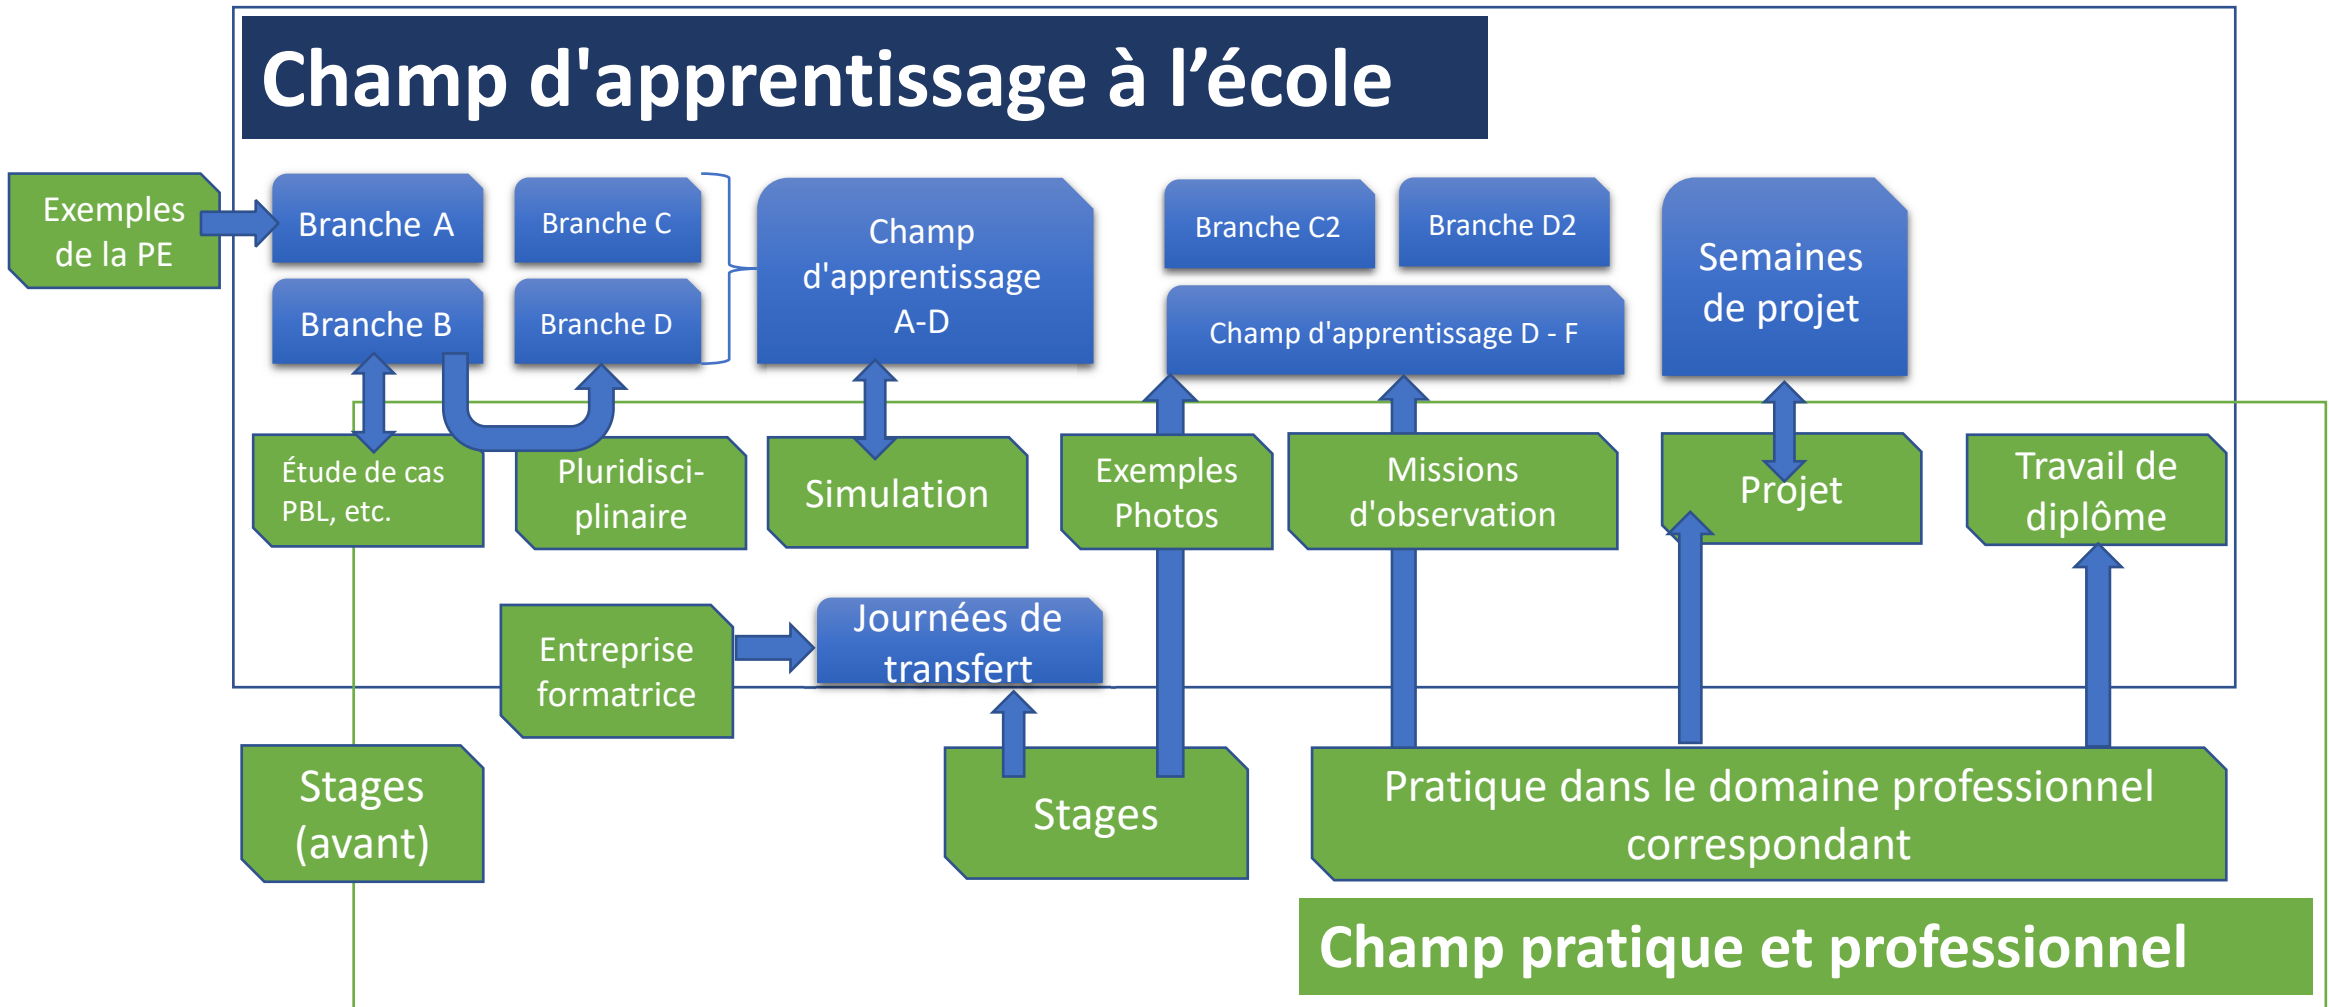 Champ d'apprentissage à l’école
Exemples
de la PE
Branche A
Branche C
Branche B
Branche D
Champ
d'apprentissage
A-D
Branche C2
Branche D2
Champ d'apprentissage D - F
Semaines
de projet
Étude de cas
PBL, etc.
Pluridisci-
plinaire
Simulation
Exemples
Photos
Missions
d'observation
Projet
Travail de
diplôme
Entreprise
formatrice
Journées de
transfert
Stages
(avant)
Stages
Pratique dans le domaine professionnel
correspondant
Champ pratique et professionnel